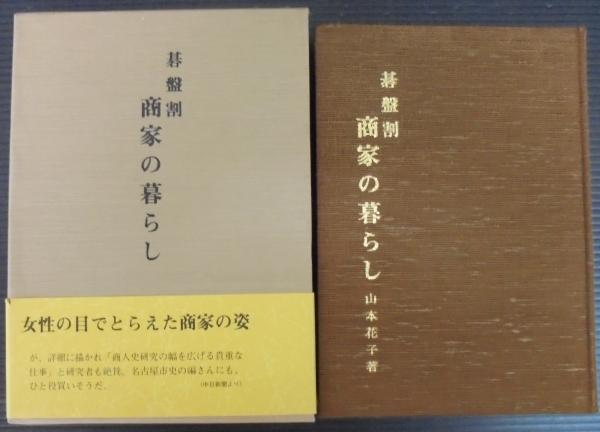 碁盤割
商家の暮らし
女性の目でとらえた商家の姿
が、詳細に描かれ「商人史研究の幅を広げる貴重な
仕事」と研究者も絶賛。名古屋市史の編さんにも、
ひと役買いそうだ。
(中日新聞より)
碁盤割
商家の暮らし
山本花子著